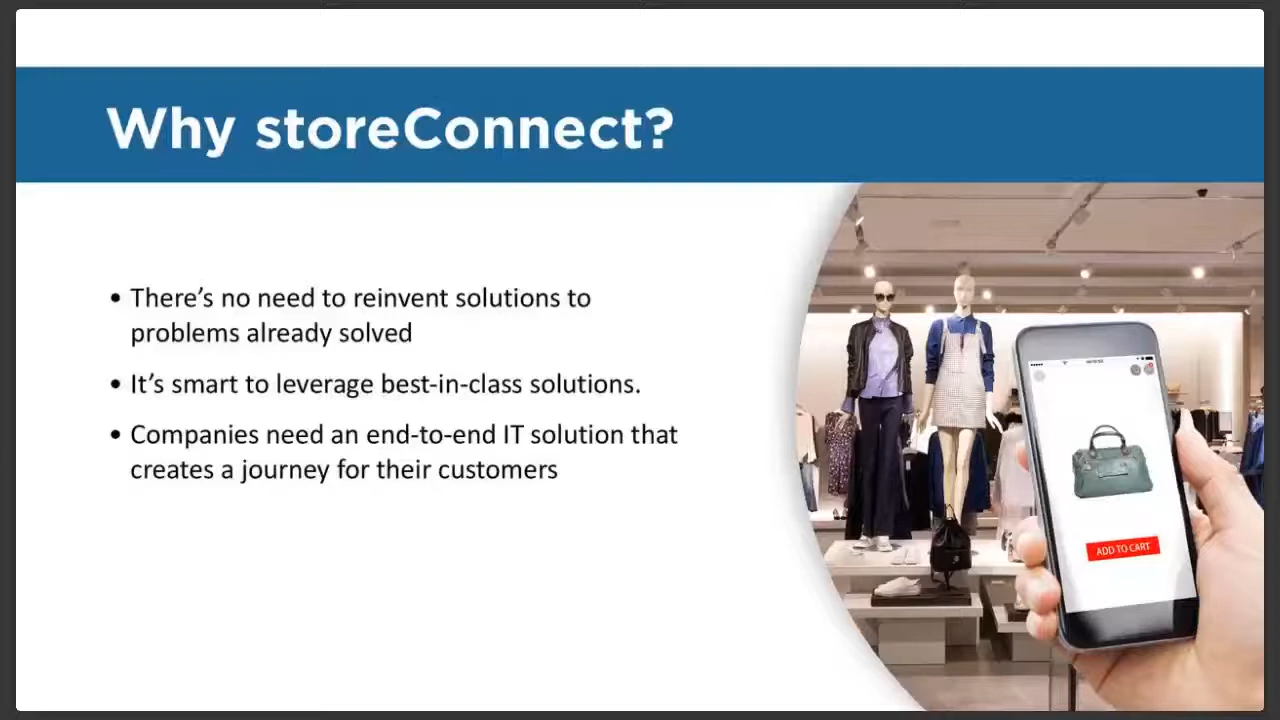 Why storeConnect?
• There's no need to reinvent solutions to
problems already solved
• It's smart to leverage best-in-class solutions.
• Companies need an end-to-end IT solution that
creates a journey for their customers
ADD TO CART